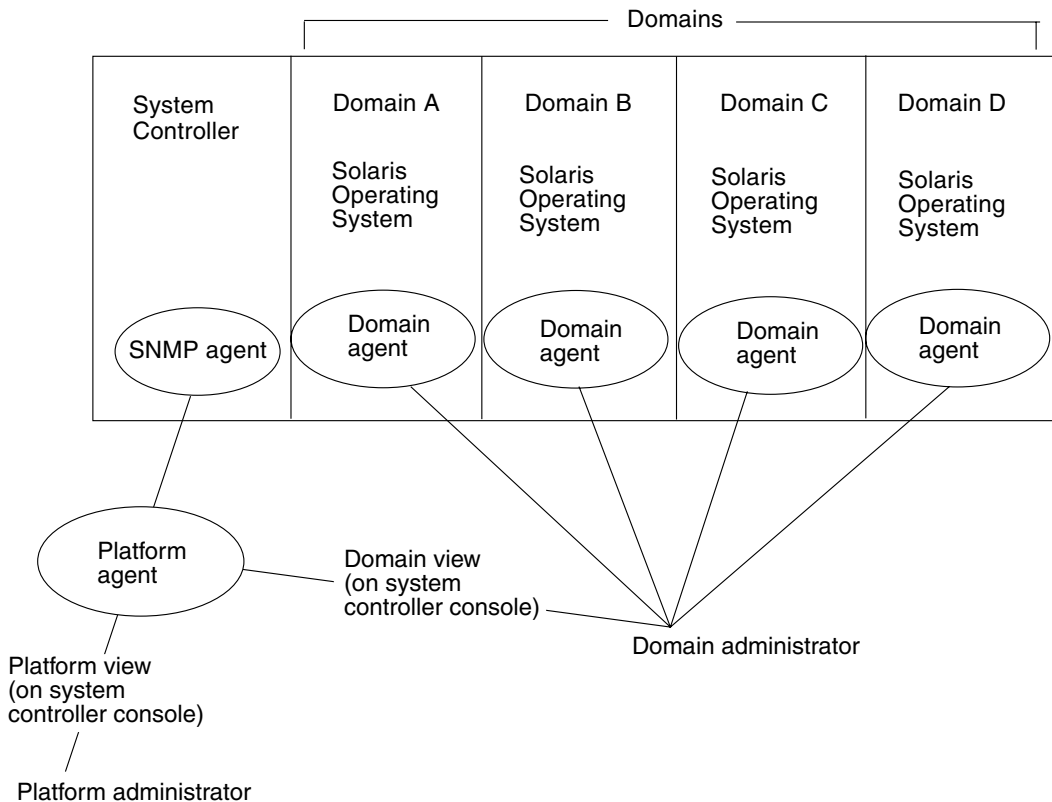 Domains
System
Controller
Domain A
Domain B
Domain C
Domain D
Solaris
Operating
System
Solaris
Operating
System
Solaris
Operating
System
Solaris
Operating
System
SNMP agent
Domain
agent
Domain
agent
Domain
agent
Domain
agent
Platform
agent
Domain view
(on system
controller console)
Domain administrator
Platform view
(on system
controller console)
Platform administrator